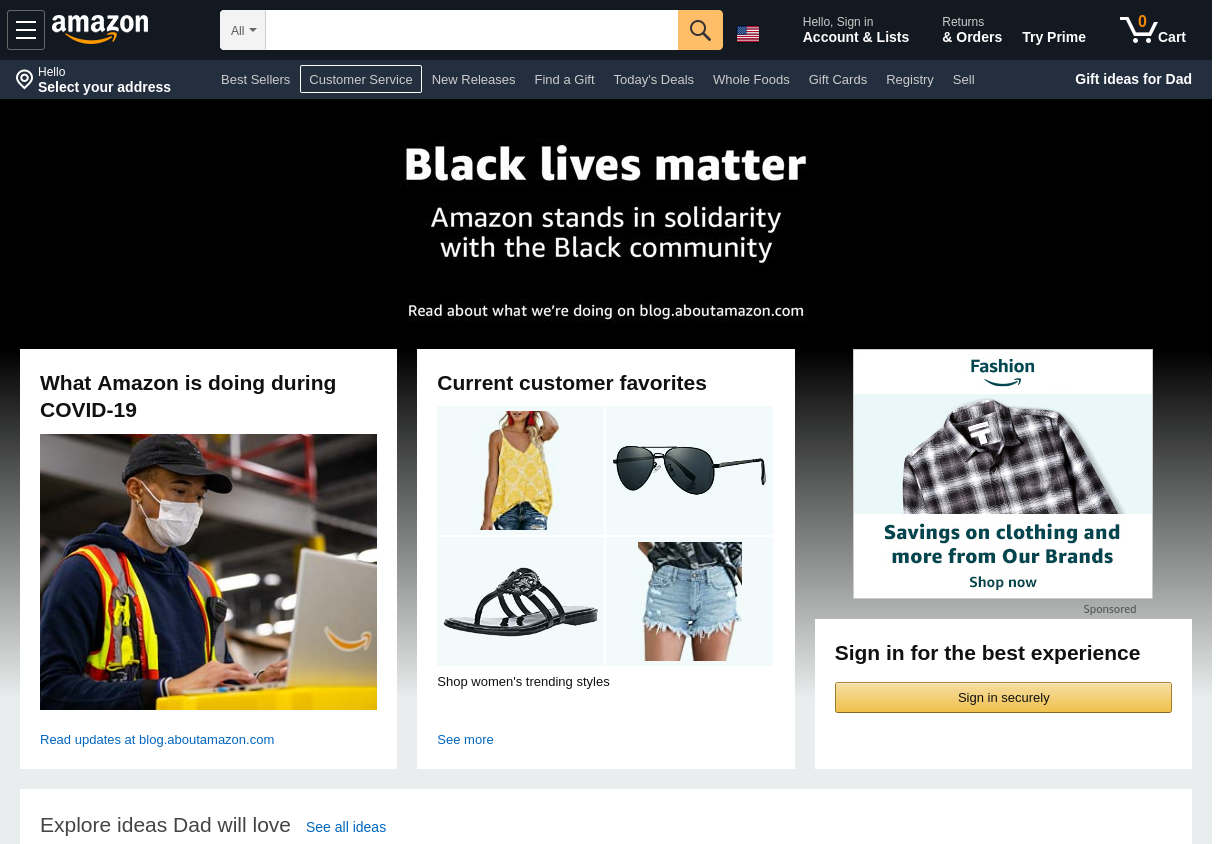 amazon
All
Hello, Sign in
Account & Lists
Returns
& Orders
Try Prime
0
Cart
Hello
Select your address
Best Sellers
Customer Service
New Releases
Find a Gift
Today's Deals
Whole Foods
Gift Cards
Registry
Sell
Gift ideas for Dad
Black lives matter
Amazon stands in solidarity
with the Black community
Read about what we're doing on blog.aboutamazon.com
What Amazon is doing during
COVID-19
Read updates at blog.aboutamazon.com
Current customer favorites
Shop women's trending styles
See more
Fashion
Savings on clothing and
more from Our Brands
Shop now
Sponsored
Sign in for the best experience
Sign in securely
Explore ideas Dad will love
See all ideas